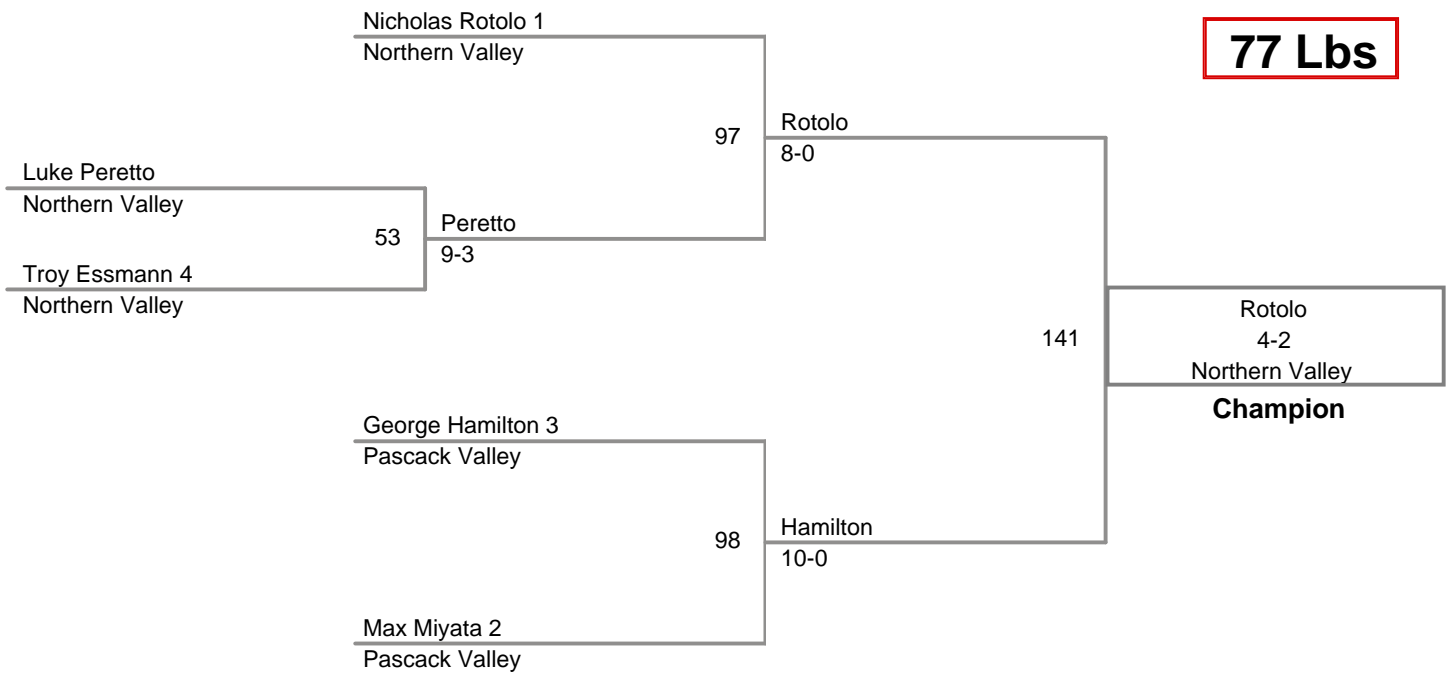 Nicholas Rotolo 1
Northern Valley
77 Lbs
97
Rotolo
8-0
Luke Peretto
Northern Valley
53
Peretto
9-3
Troy Essmann 4
Northern Valley
141
Rotolo
4-2
Northern Valley
Champion
George Hamilton 3
Pascack Valley
98
Hamilton
10-0
Max Miyata 2
Pascack Valley